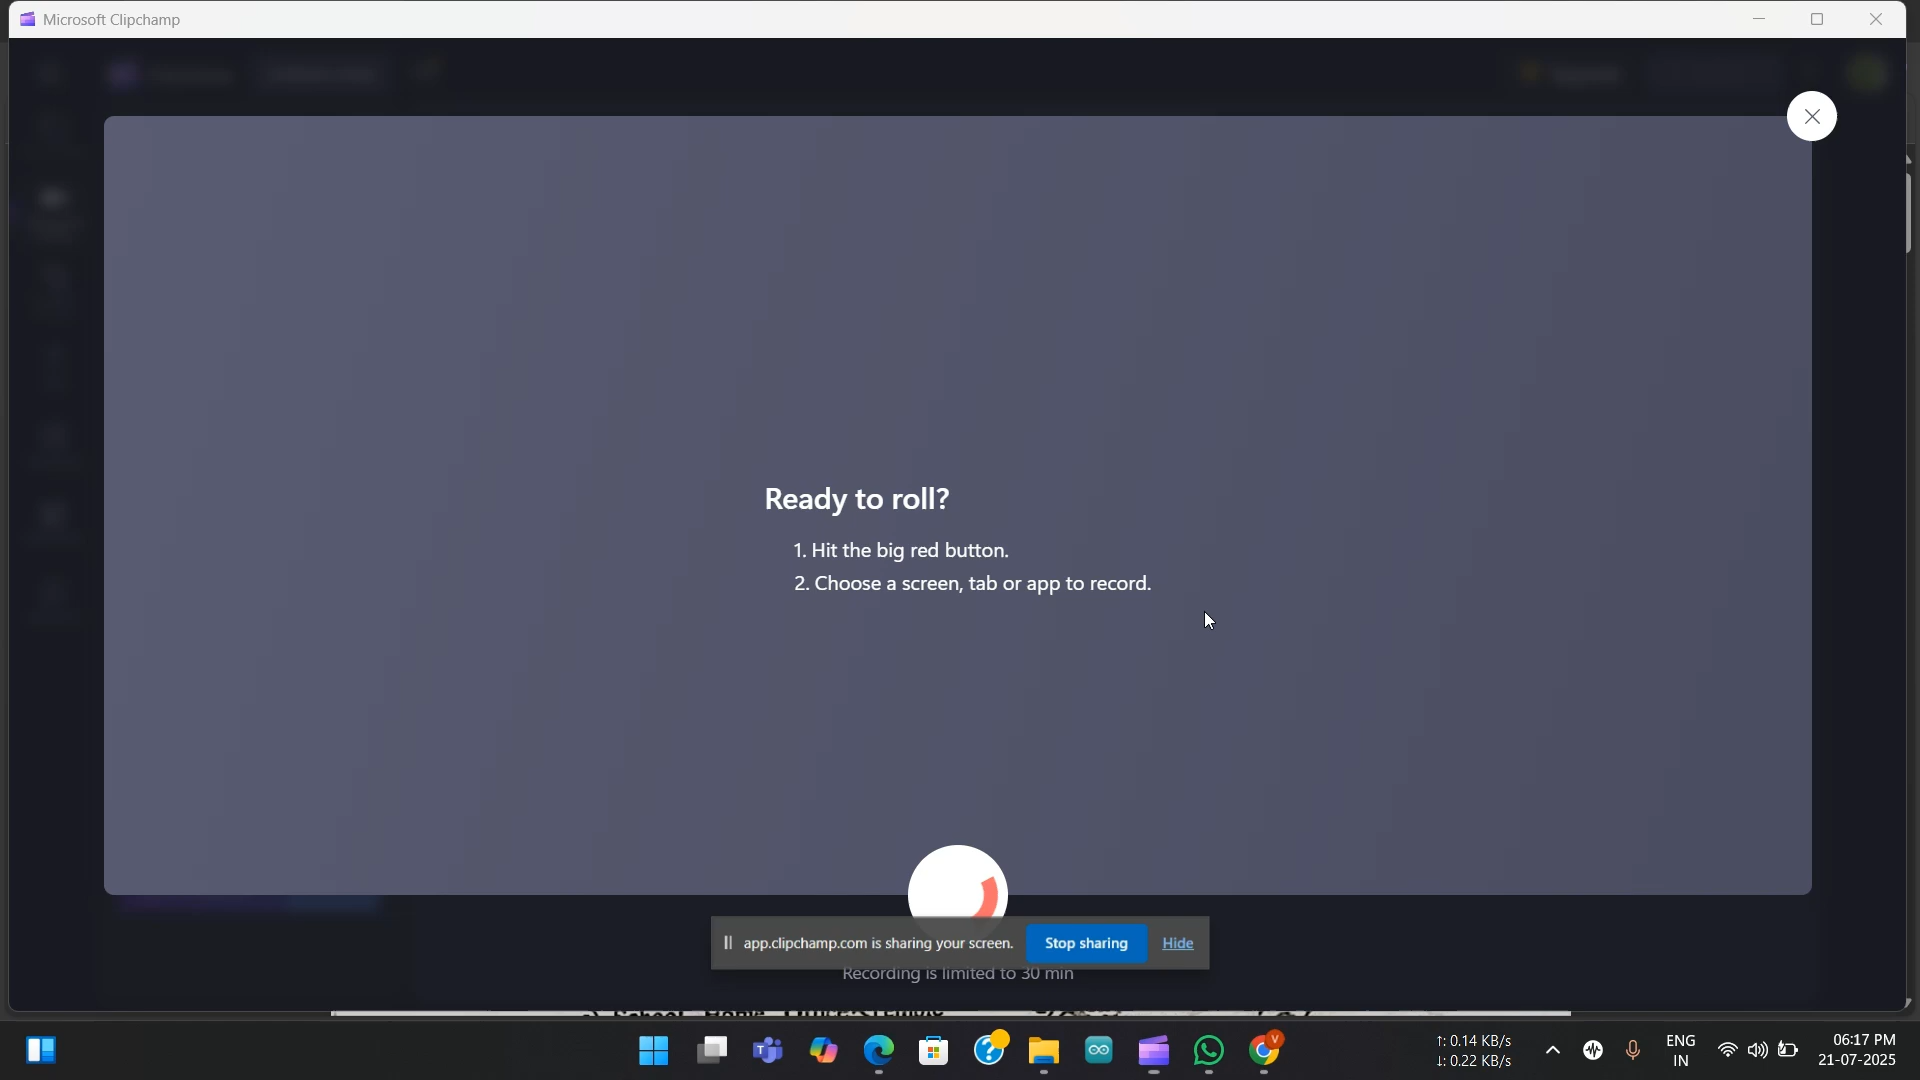 Microsoft Clipchamp
Ready to roll?
1. Hit the big red button.
2. Choose a screen, tab or app to record.
app.clipchamp.com is sharing your screen.
Stop sharing
Hide
Recording is limited to 30 min
↑: 0.14 KB/s
↓: 0.22 KB/s
ENG
IN
06:17 PM
21-07-2025